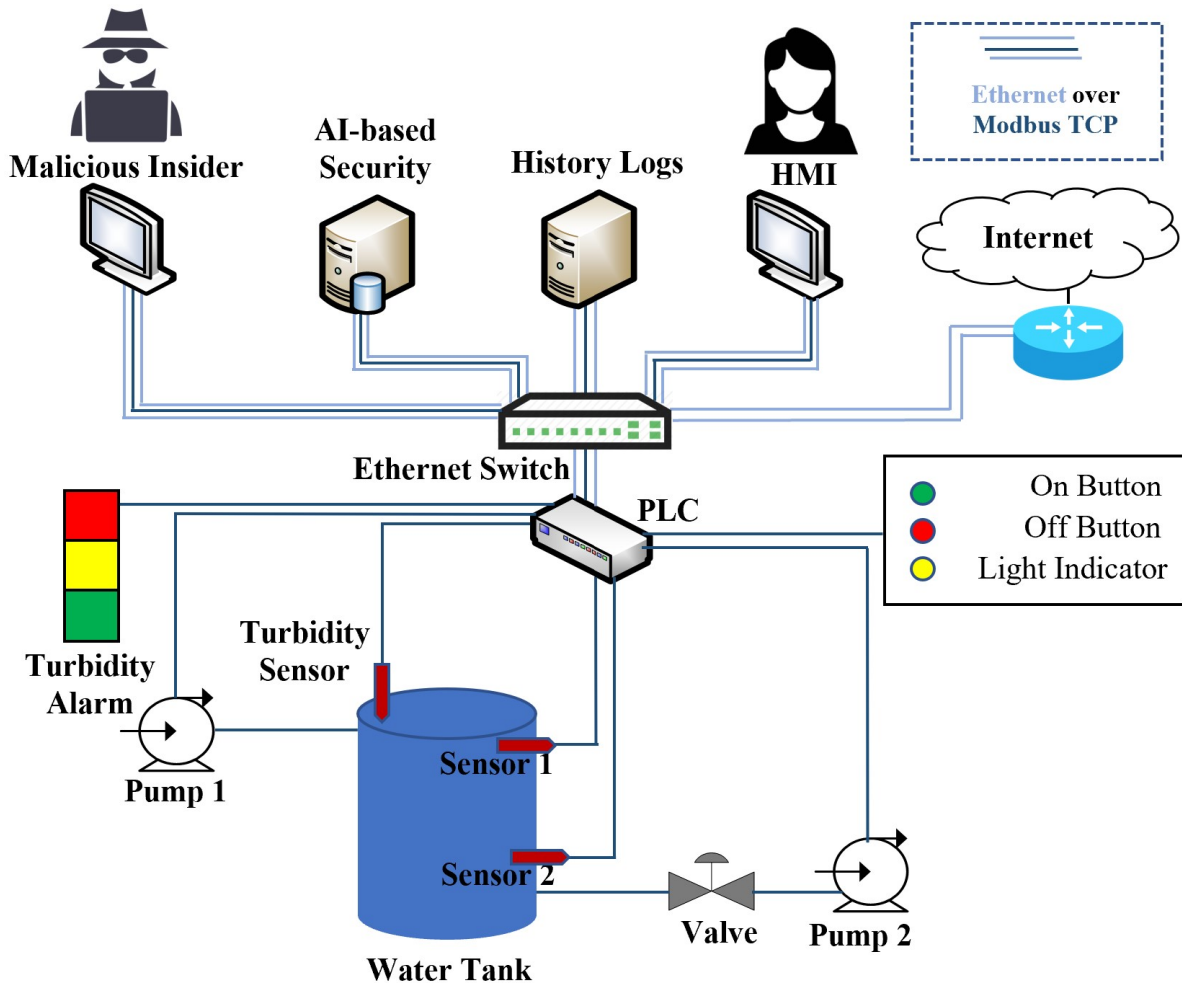 Malicious Insider
AI-based
Security
History Logs
HMI
Ethernet over
Modbus TCP
Internet
Ethernet Switch
PLC
On Button
Off Button
Light Indicator
Turbidity
Alarm
Turbidity
Sensor
Pump 1
Sensor 1
Sensor 2
Valve
Pump 2
Water Tank